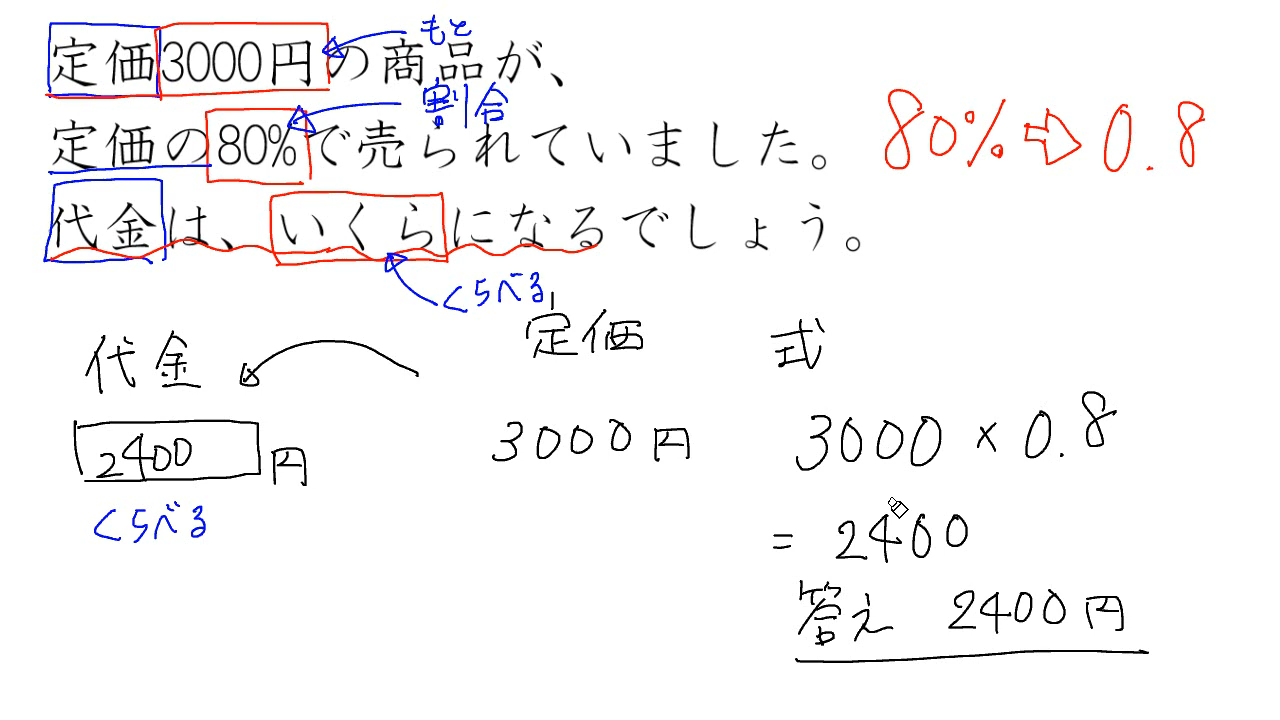 定価3000円の商品が、
もと
割合
定価の80%で売られていました。
80%⇨0.8
代金は、いくらになるでしょう。
くらべる
代金
定価
式
2400円
3000円
3000×0.8
くらべる
=2400
答え 2400円